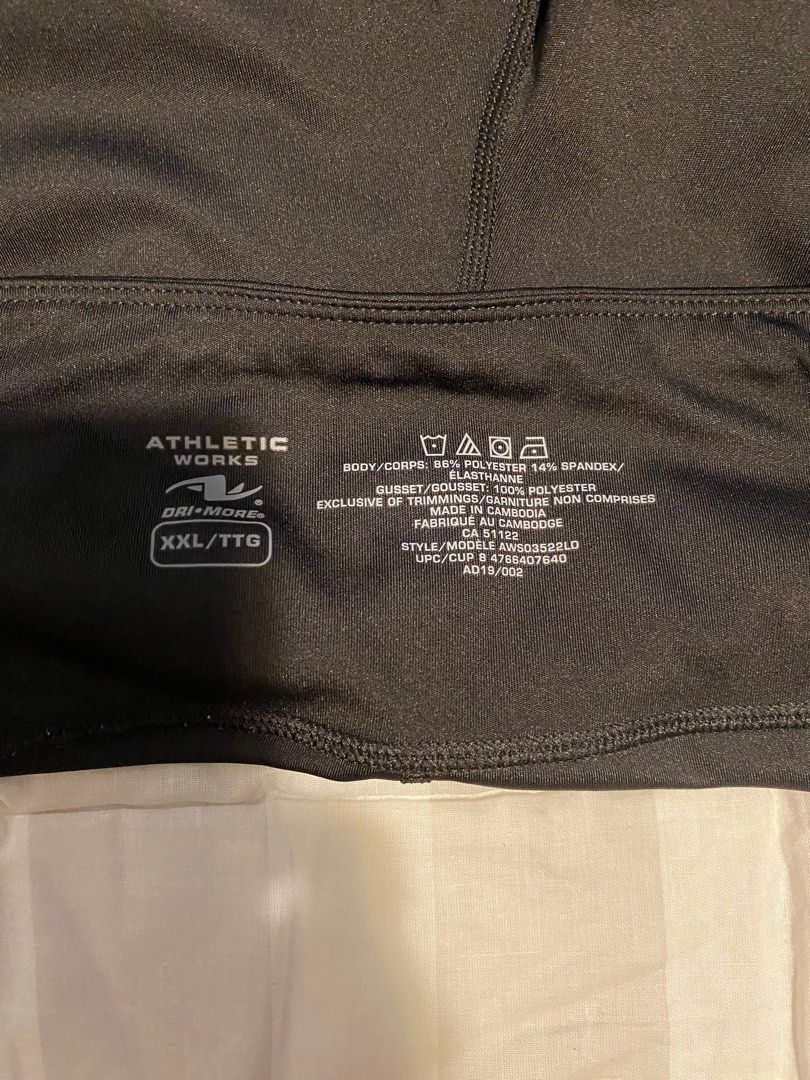 ATHLETIC
WORKS
DRI•MORE®
XXL/TTG
BODY/CORPS: 86% POLYESTER 14% SPANDEX/
ÉLASTHANNE
GUSSET/GOUSSET: 100% POLYESTER
EXCLUSIVE OF TRIMMINGS/GARNITURE NON COMPRISES
MADE IN CAMBODIA
FABRIQUÉ AU CAMBODGE
CA 51122
STYLE/MODÈLE AWS03522LD
UPC/CUP 8 4766407640
AD19/002